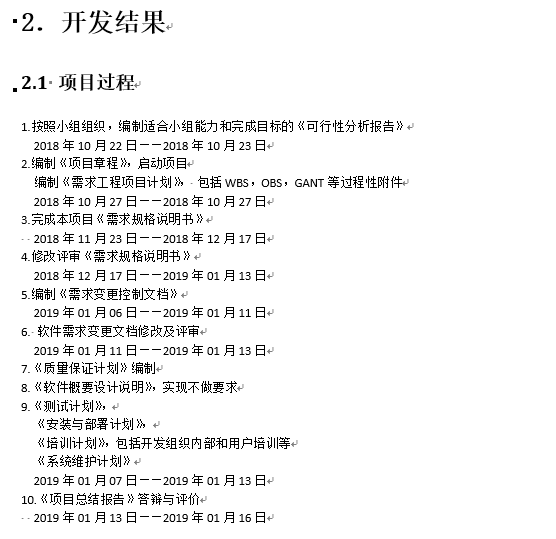 2. 开发结果
2.1 项目过程
1.按照小组组织，编制适合小组能力和完成目标的《可行性分析报告》
2018 年 10 月 22 日——2018 年 10 月 23 日
2.编制《项目章程》，启动项目
编制《需求工程项目计划》，包括 WBS，OBS，GANT 等过程性附件
2018 年 10 月 27 日——2018 年 10 月 27 日
3.完成本项目《需求规格说明书》
2018 年 11 月 23 日——2018 年 12 月 17 日
4.修改评审《需求规格说明书》
2018 年 12 月 17 日——2019 年 01 月 13 日
5.编制《需求变更控制文档》
2019 年 01 月 06 日——2019 年 01 月 11 日
6. 软件需求变更文档修改及评审
2019 年 01 月 11 日——2019 年 01 月 13 日
7.《质量保证计划》编制
8.《软件概要设计说明》，实现不做要求
9.《测试计划》，
《安装与部署计划》，
《培训计划》，包括开发组织内部和用户培训等
《系统维护计划》
2019 年 01 月 07 日——2019 年 01 月 13 日
10.《项目总结报告》答辩与评价
2019 年 01 月 13 日——2019 年 01 月 16 日